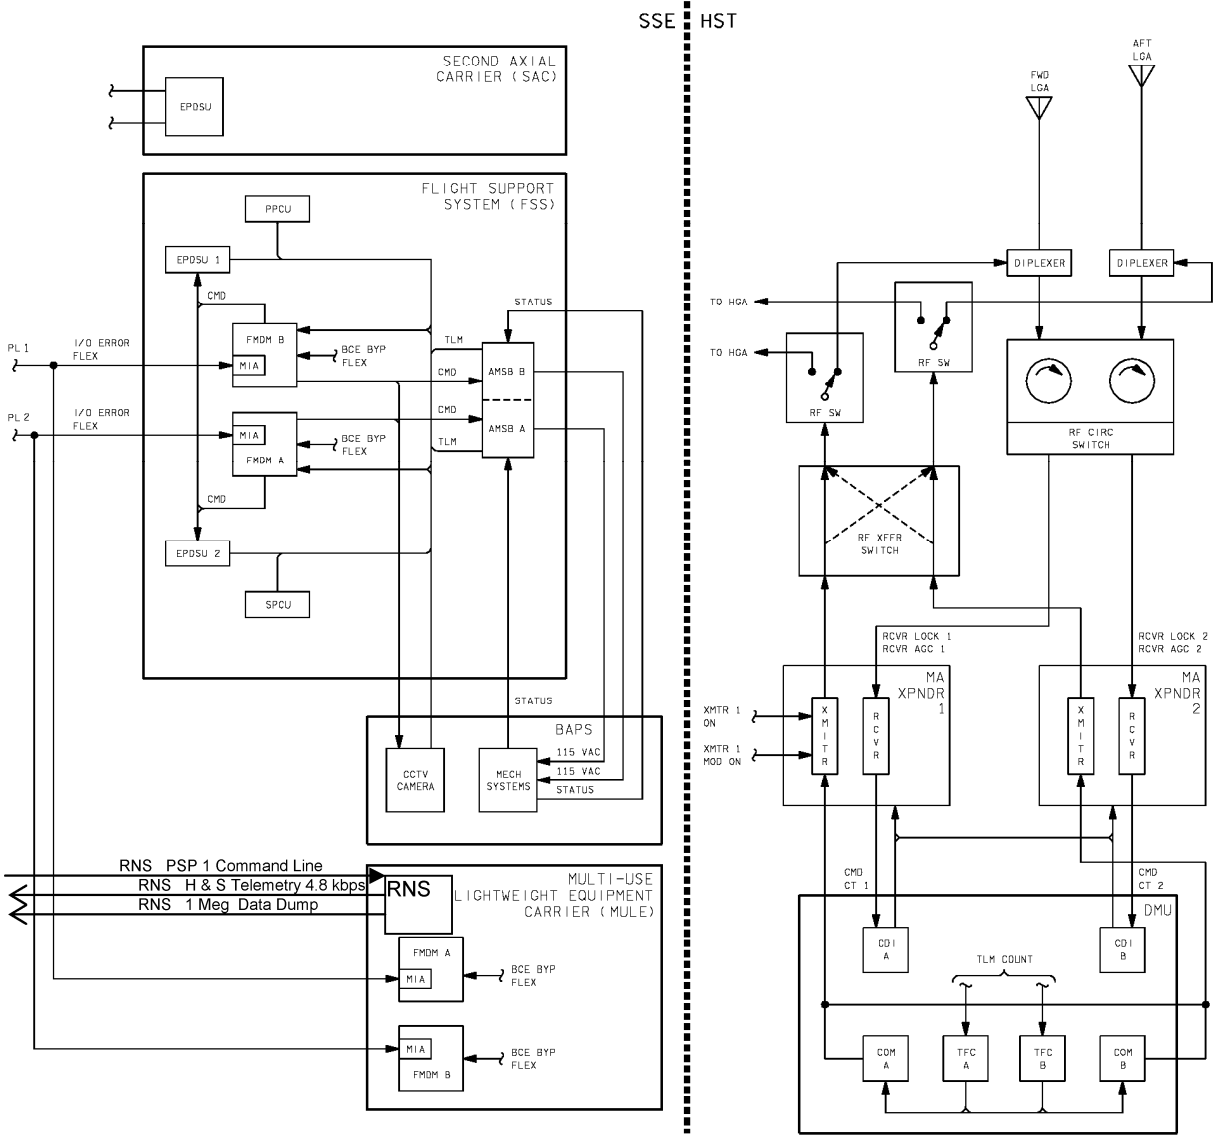 SSE
HST
SECOND AXIAL
CARRIER (SAC)
EPDSU
FLIGHT SUPPORT
SYSTEM (FSS)
PPCU
EPDSU 1
CMD
STATUS
PL 1
I/O ERROR
FLEX
FMDM B
MIA
BCE BYP
FLEX
TLM
CMD
AMSB B
PL 2
I/O ERROR
FLEX
MIA
FMDM A
BCE BYP
FLEX
CMD
TLM
AMSB A
CMD
EPDSU 2
SPCU
STATUS
BAPS
CCTV
CAMERA
MECH
SYSTEMS
115 VAC
115 VAC
STATUS
RNS PSP 1 Command Line
RNS H & S Telemetry 4.8 kbps
RNS 1 Meg Data Dump
RNS
MULTI-USE
LIGHTWEIGHT EQUIPMENT
CARRIER (MULE)
FMDM A
MIA
BCE BYP
FLEX
MIA
FMDM B
BCE BYP
FLEX
FWD
LGA
AFT
LGA
DIPLEXER
DIPLEXER
TO HGA
TO HGA
RF SW
RF SW
RF CIRC
SWITCH
RF XFER
SWITCH
RCVR LOCK 1
RCVR AGC 1
RCVR LOCK 2
RCVR AGC 2
MA
XPNDR
1
MA
XPNDR
2
XMTR 1
ON
XMTR 1
MOD ON
XMITR
RCVR
XMITR
RCVR
CMD
CT 1
CMD
CT 2
DMU
CDI
A
CDI
B
TLM COUNT
COM
A
TFC
A
TFC
B
COM
B